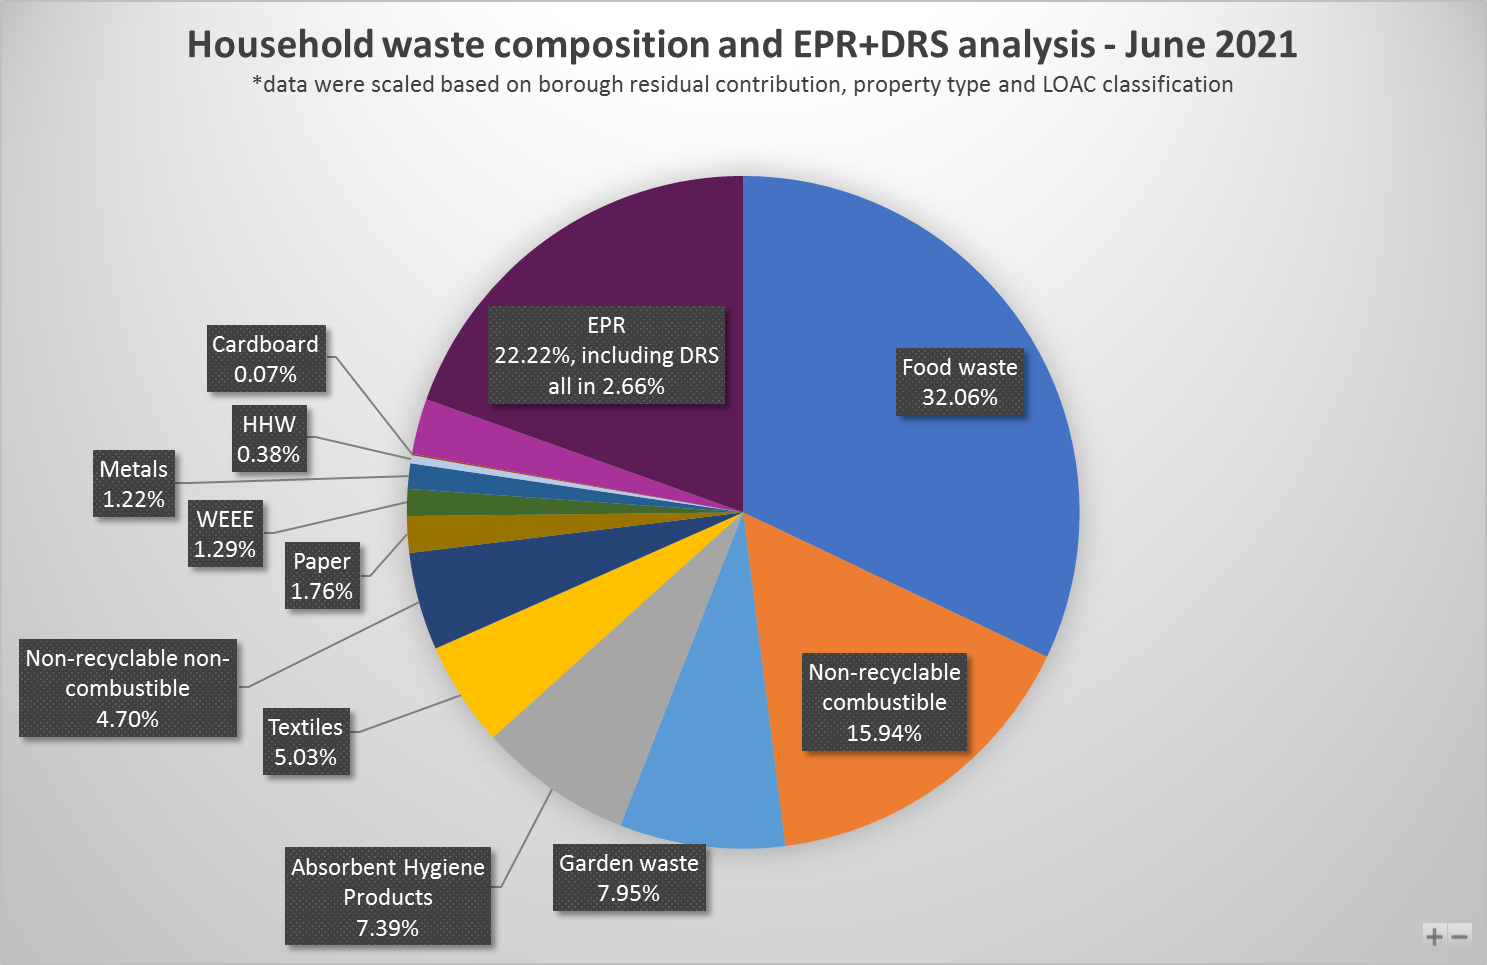 Household waste composition and EPR+DRS analysis - June 2021
*data were scaled based on borough residual contribution, property type and LOAC classification
EPR
22.22%, including DRS
all in 2.66%
Food waste
32.06%
Cardboard
0.07%
HHW
0.38%
Metals
1.22%
WEEE
1.29%
Paper
1.76%
Non-recyclable non-
combustible
4.70%
Textiles
5.03%
Non-recyclable
combustible
15.94%
Absorbent Hygiene
Products
7.39%
Garden waste
7.95%